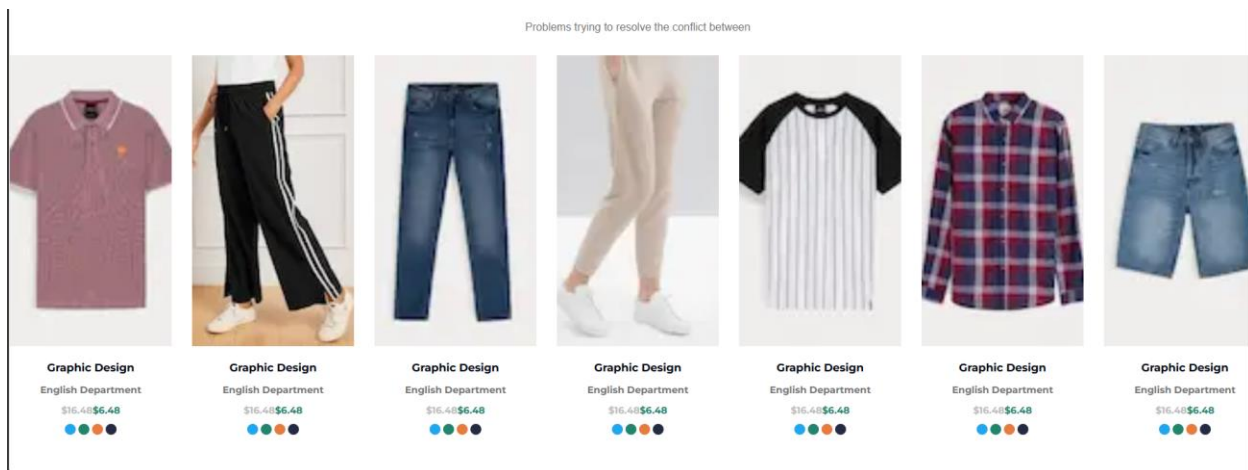 Problems trying to resolve the conflict between
Graphic Design
English Department
$16.48$6.48
Graphic Design
English Department
$16.48$6.48
Graphic Design
English Department
$16.48$6.48
Graphic Design
English Department
$16.48$6.48
Graphic Design
English Department
$16.48$6.48
Graphic Design
English Department
$16.48$6.48
Graphic Design
English Department
$16.48$6.48